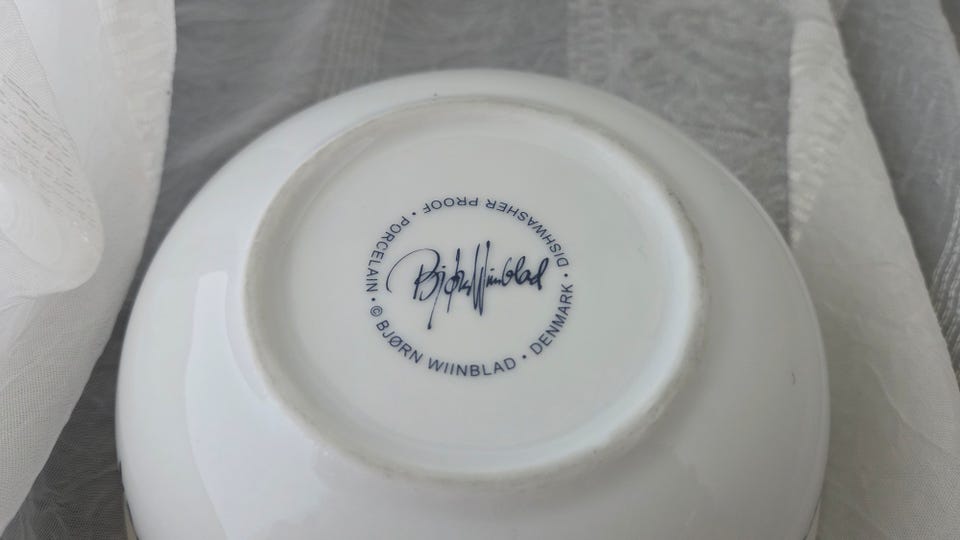 Bjørn Wiinblad
© BJØRN WIINBLAD • DENMARK • DISHWASHER PROOF • PORCELAIN •